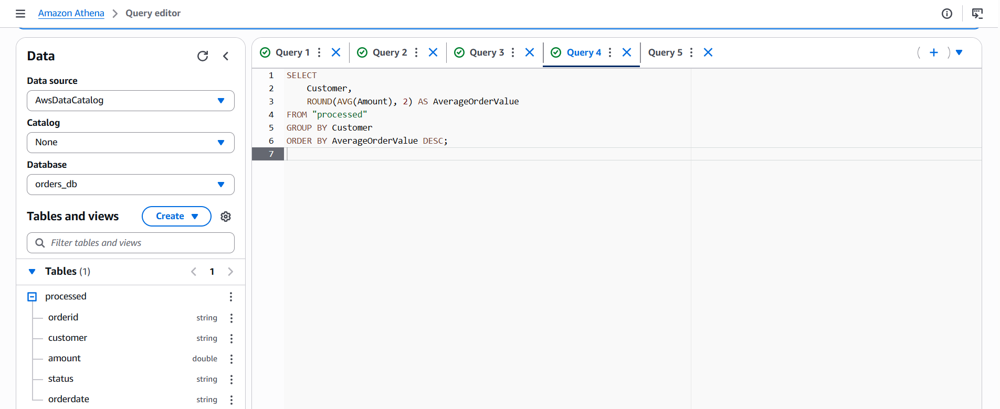 Amazon Athena > Query editor
Data
Data source
AwsDataCatalog
Catalog
None
Database
orders_db
Tables and views
Create
Filter tables and views
Tables (1)
1
processed
orderid string
customer string
amount double
status string
orderdate string
Query 1
Query 2
Query 3
Query 4
Query 5
1 SELECT
2     Customer,
3     ROUND(AVG(Amount), 2) AS AverageOrderValue
4 FROM "processed"
5 GROUP BY Customer
6 ORDER BY AverageOrderValue DESC;
7